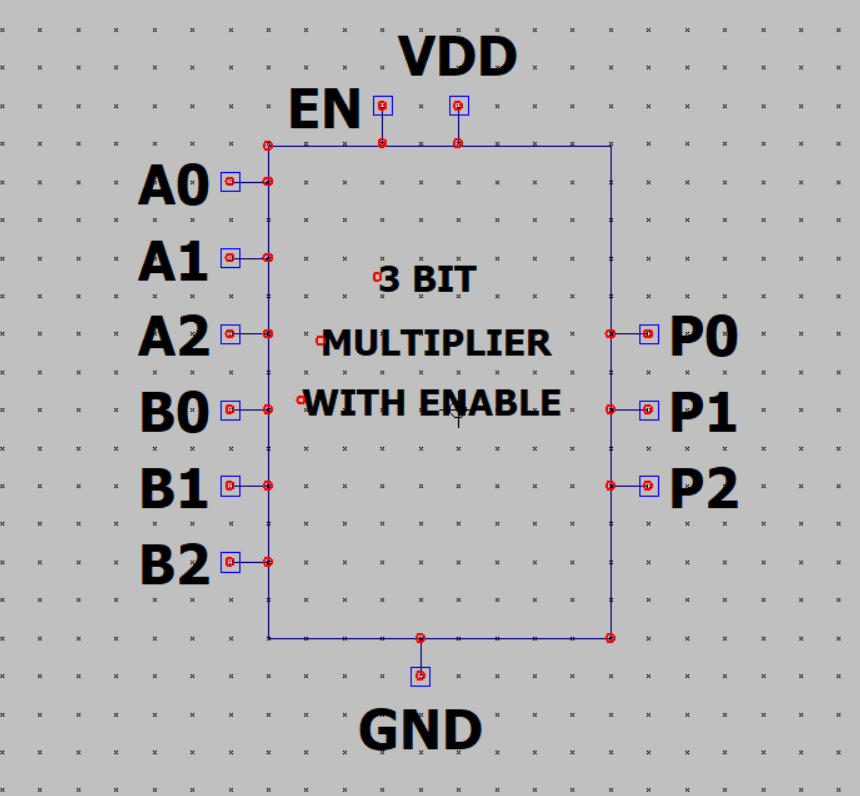 VDD
EN
A0
A1
3 BIT
A2
MULTIPLIER
P0
B0
WITH ENABLE
P1
B1
P2
B2
GND